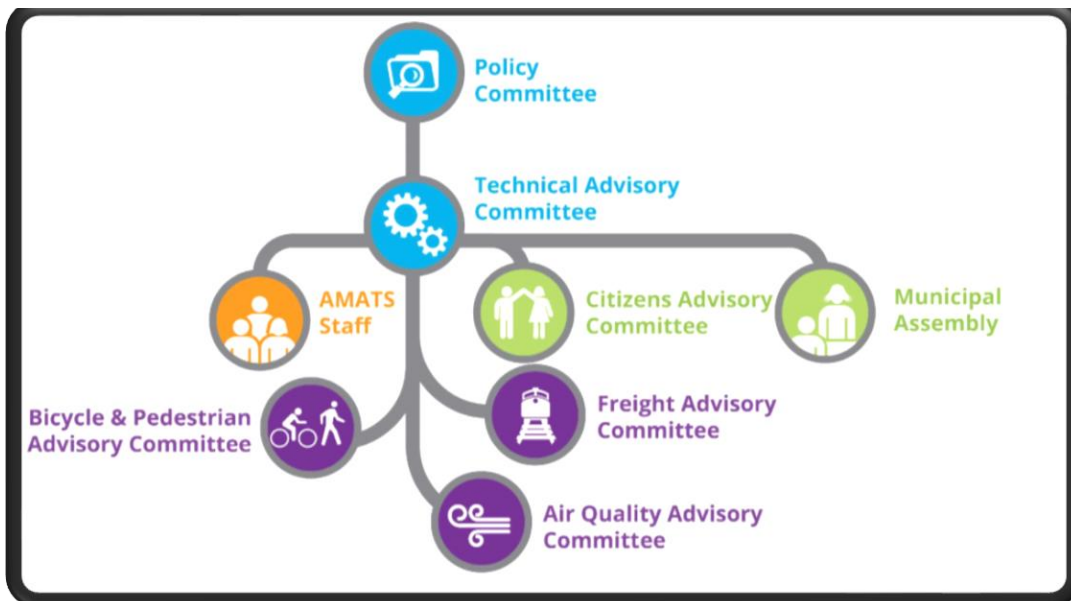 Policy
Committee
Technical Advisory
Committee
AMATS
Staff
Citizens Advisory
Committee
Municipal
Assembly
Bicycle & Pedestrian
Advisory Committee
Freight Advisory
Committee
Air Quality Advisory
Committee